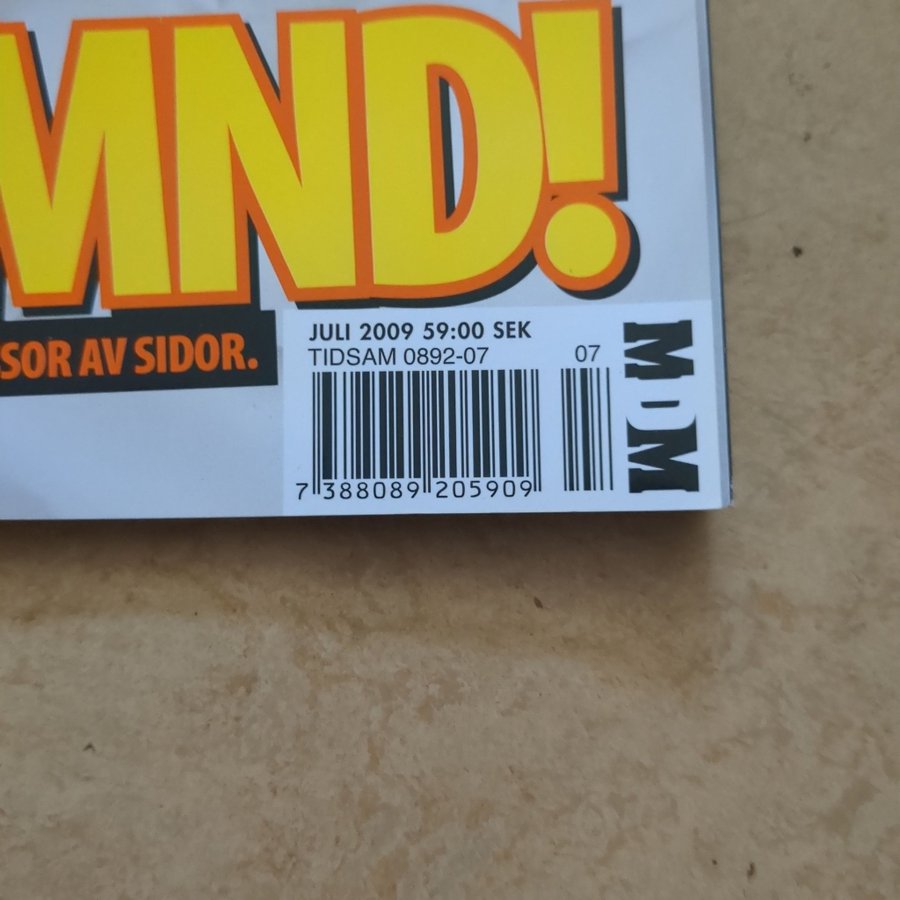 MND!
SOR AV SIDOR.
JULI 2009 59:00 SEK
TIDSAM 0892-07
07
7 388089 205909
MDM